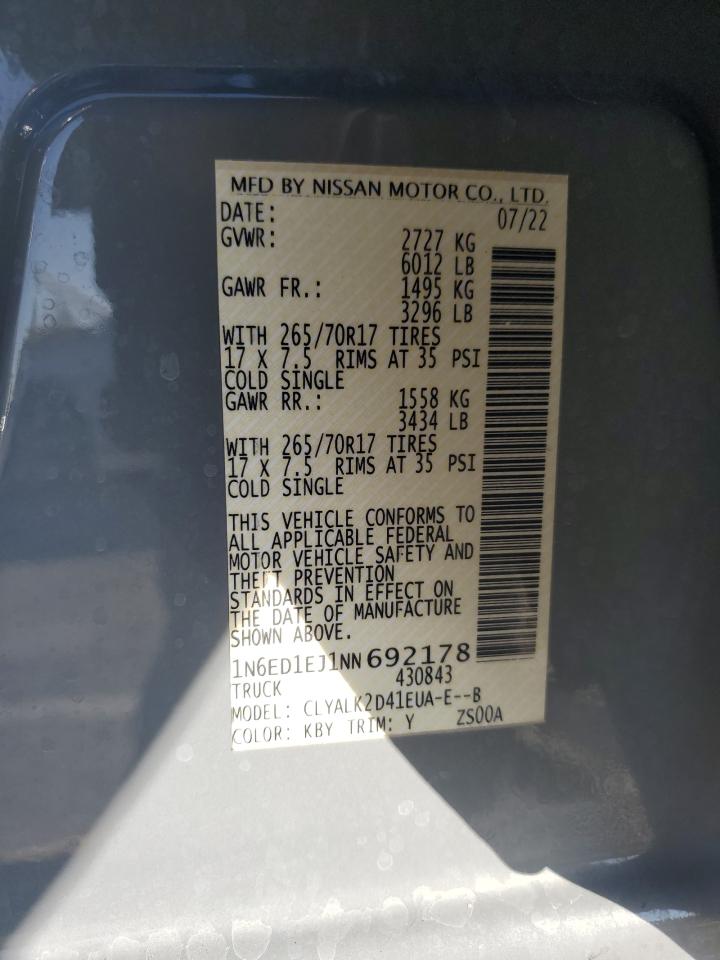 MFD BY NISSAN MOTOR CO., LTD.
DATE: 07/22
GVWR: 2727 KG
6012 LB
GAWR FR.: 1495 KG
3296 LB
WITH 265/70R17 TIRES
17 X 7.5 RIMS AT 35 PSI
COLD SINGLE
GAWR RR.: 1558 KG
3434 LB
WITH 265/70R17 TIRES
17 X 7.5 RIMS AT 35 PSI
COLD SINGLE
THIS VEHICLE CONFORMS TO
ALL APPLICABLE FEDERAL
MOTOR VEHICLE SAFETY AND
THEFT PREVENTION
STANDARDS IN EFFECT ON
THE DATE OF MANUFACTURE
SHOWN ABOVE.
1N6ED1EJ1NN692178
TRUCK 430843
MODEL: CLYALK2D41EUA-E--B
COLOR: KBY TRIM: Y ZS00A